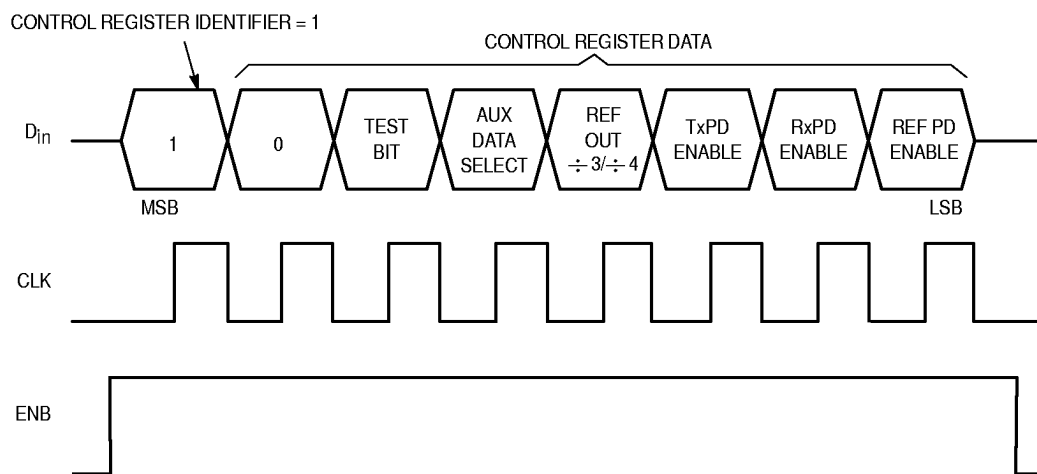 CONTROL REGISTER IDENTIFIER = 1
CONTROL REGISTER DATA
Din
1
0
TEST
BIT
AUX
DATA
SELECT
REF
OUT
÷3/÷4
TxPD
ENABLE
RxPD
ENABLE
REF PD
ENABLE
MSB
LSB
CLK
ENB